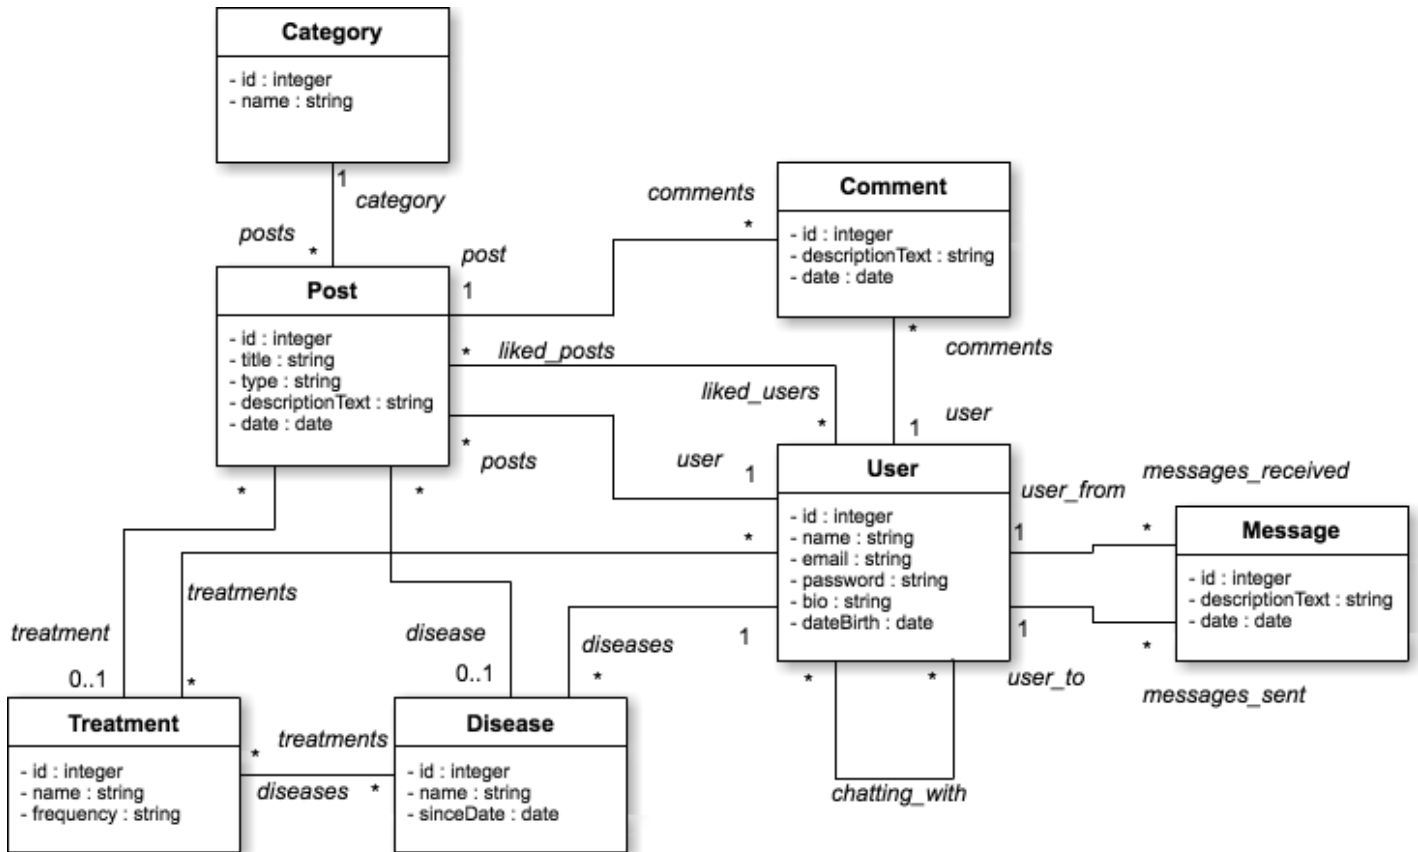 Category
- id : integer
- name : string
1
category
posts
*
Comment
- id : integer
- descriptionText : string
- date : date
comments
*
post
1
Post
- id : integer
- title : string
- type : string
- descriptionText : string
- date : date
*
liked_posts
liked_users
*
*
comments
1
user
*
posts
user
1
User
- id : integer
- name : string
- email : string
- password : string
- bio : string
- dateBirth : date
user_from
1
messages_received
*
Message
- id : integer
- descriptionText : string
- date : date
1
user_to
*
messages_sent
*
*
chatting_with
*
*
*
treatments
*
treatment
0..1
disease
0..1
1
diseases
*
Treatment
- id : integer
- name : string
- frequency : string
*
treatments
diseases
*
Disease
- id : integer
- name : string
- sinceDate : date